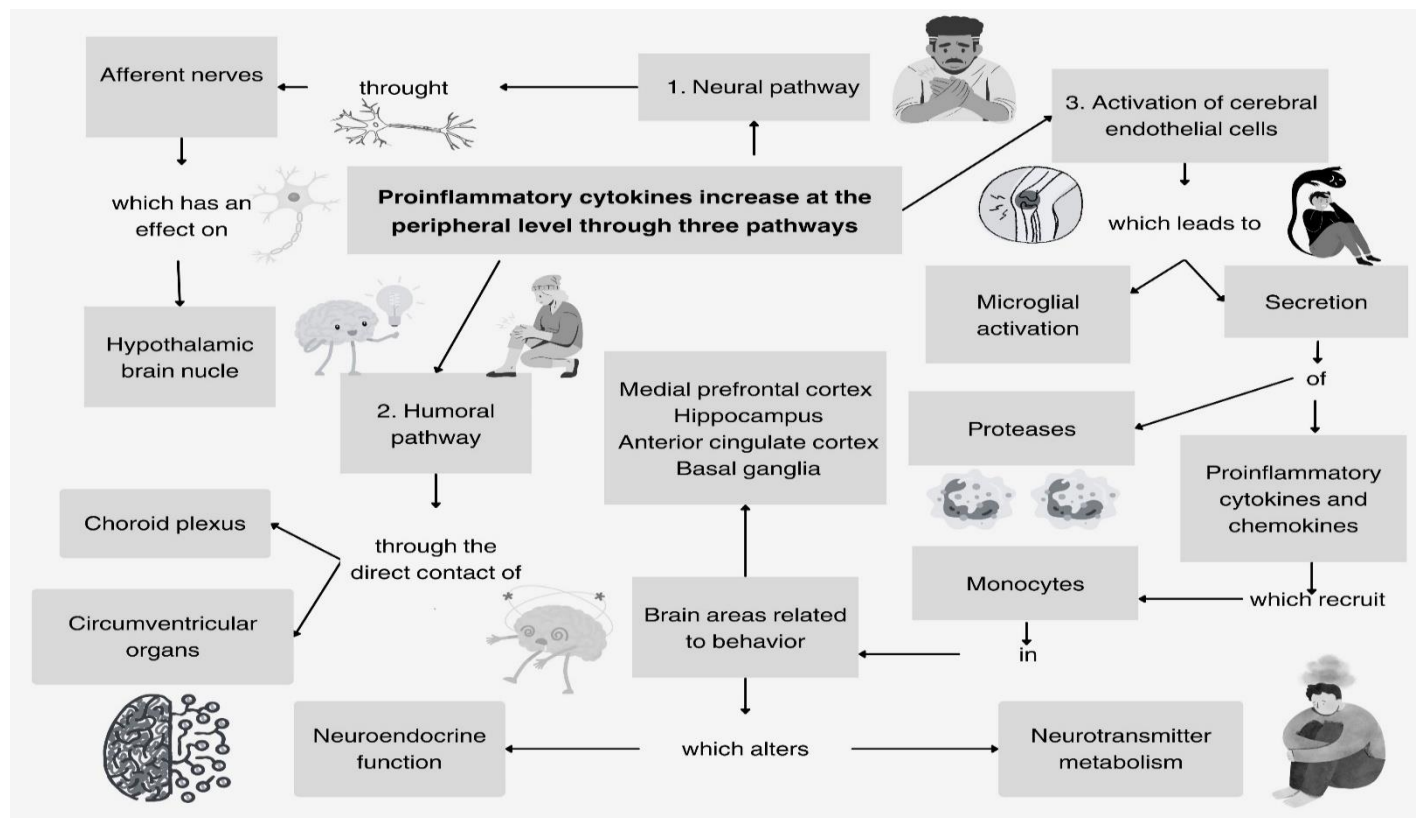 Proinflammatory cytokines increase at the
peripheral level through three pathways
1. Neural pathway
throught
Afferent nerves
which has an
effect on
Hypothalamic
brain nucle
2. Humoral
pathway
through the
direct contact of
Choroid plexus
Circumventricular
organs
3. Activation of cerebral
endothelial cells
which leads to
Microglial
activation
Secretion
of
Proteases
Proinflammatory
cytokines and
chemokines
which recruit
Monocytes
in
Brain areas related
to behavior
Medial prefrontal cortex
Hippocampus
Anterior cingulate cortex
Basal ganglia
which alters
Neuroendocrine
function
Neurotransmitter
metabolism